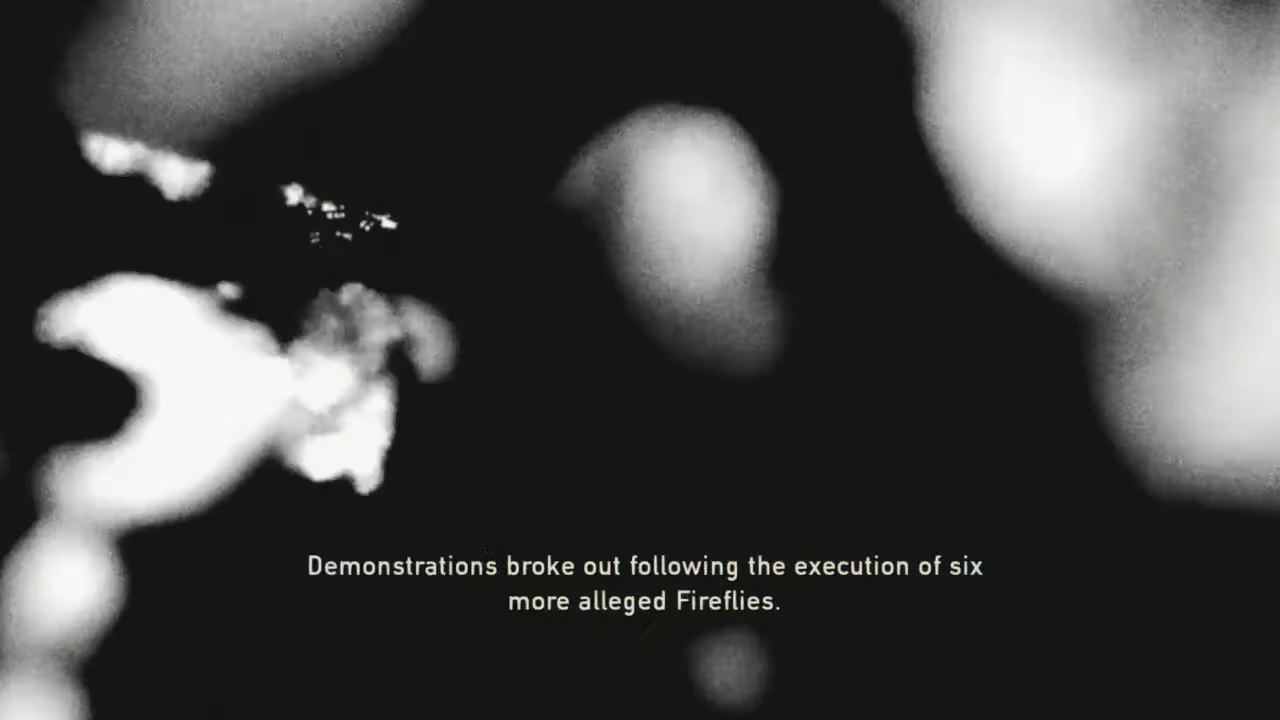 Demonstrations broke out following the execution of six
more alleged Fireflies.